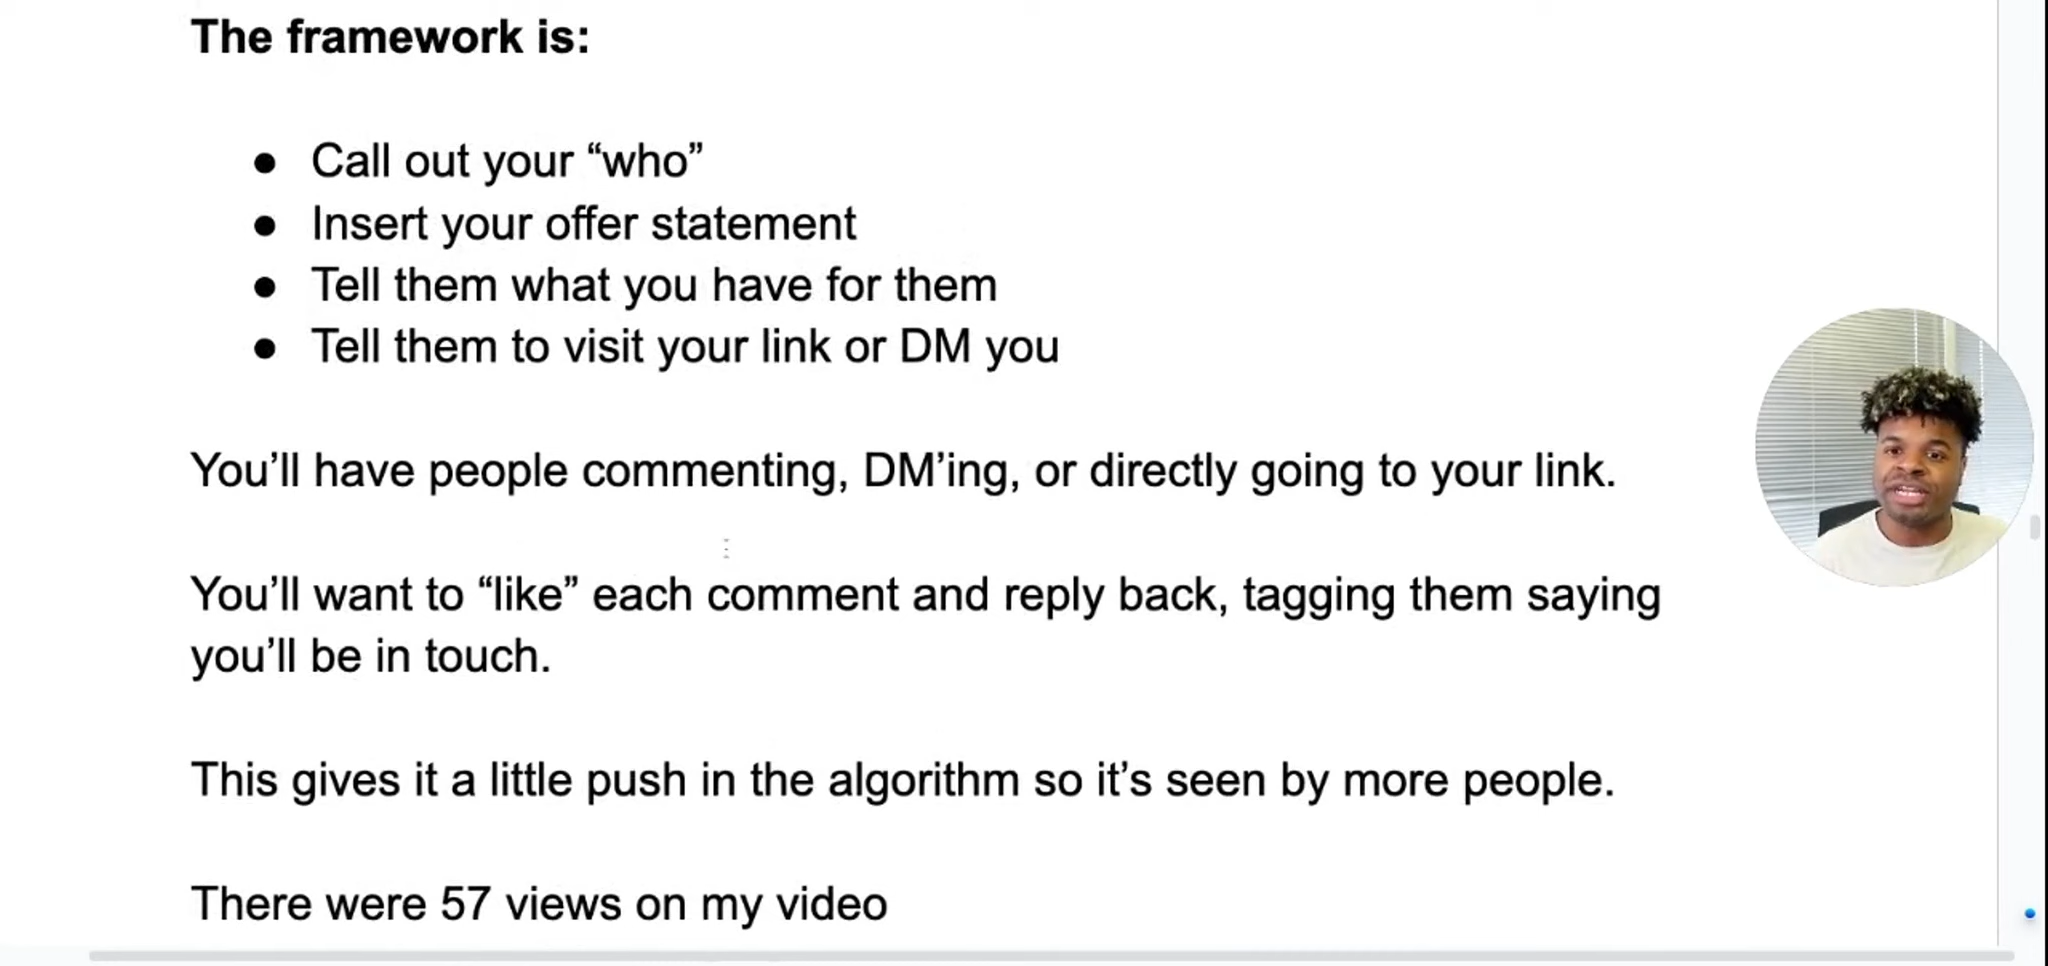 The framework is:
● Call out your “who”
● Insert your offer statement
● Tell them what you have for them
● Tell them to visit your link or DM you
You’ll have people commenting, DM’ing, or directly going to your link.
You’ll want to “like” each comment and reply back, tagging them saying
you’ll be in touch.
This gives it a little push in the algorithm so it’s seen by more people.
There were 57 views on my video